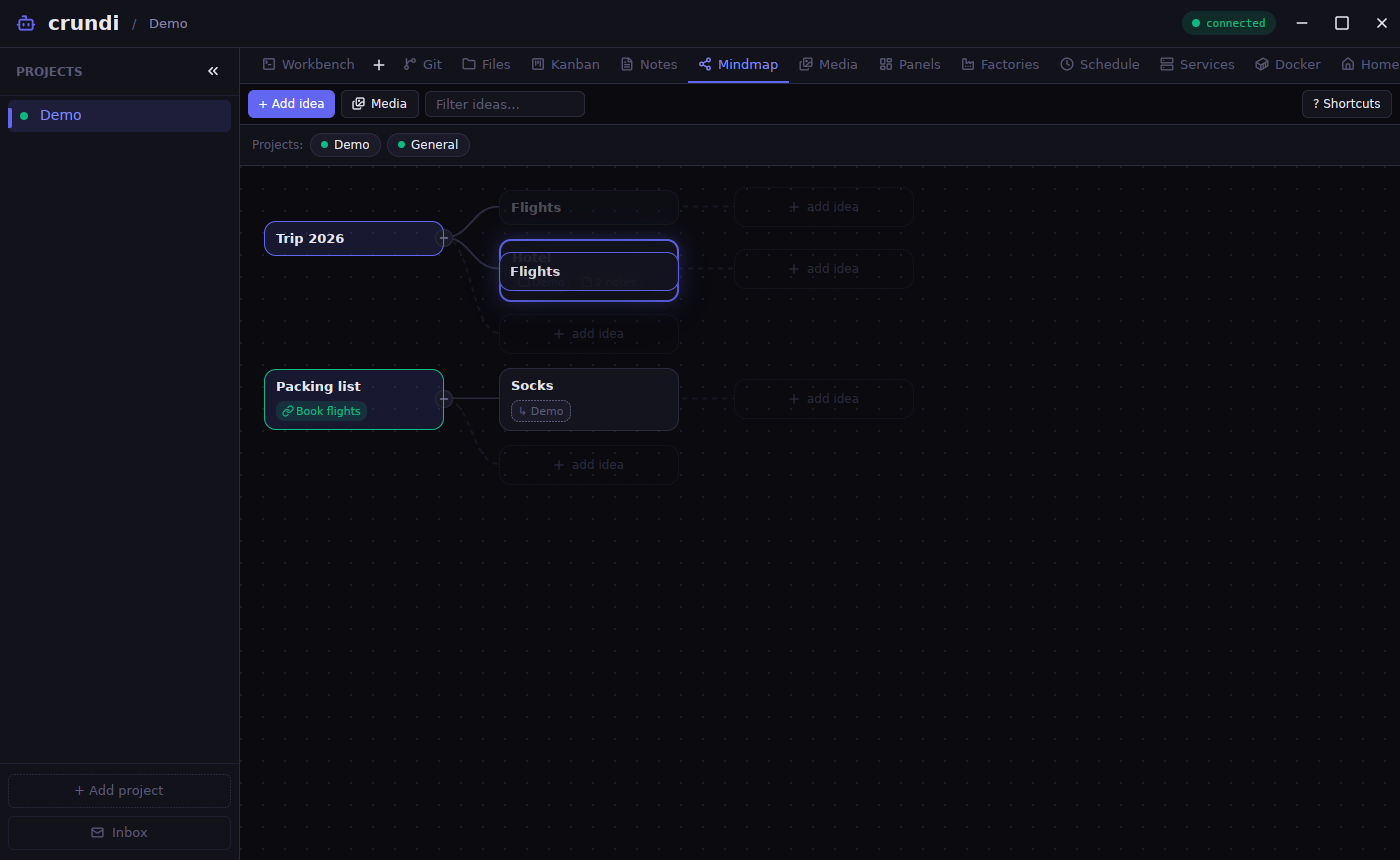 crundi / Demo
connected
PROJECTS
Demo
+ Add project
Inbox
Workbench Git Files Kanban Notes Mindmap Media Panels Factories Schedule Services Docker Home
+ Add idea Media Filter ideas... ? Shortcuts
Projects: Demo General
Flights
+ add idea
Trip 2026
Hotel
Flights
+ add idea
+ add idea
Packing list
Book flights
Socks
↳ Demo
+ add idea
+ add idea